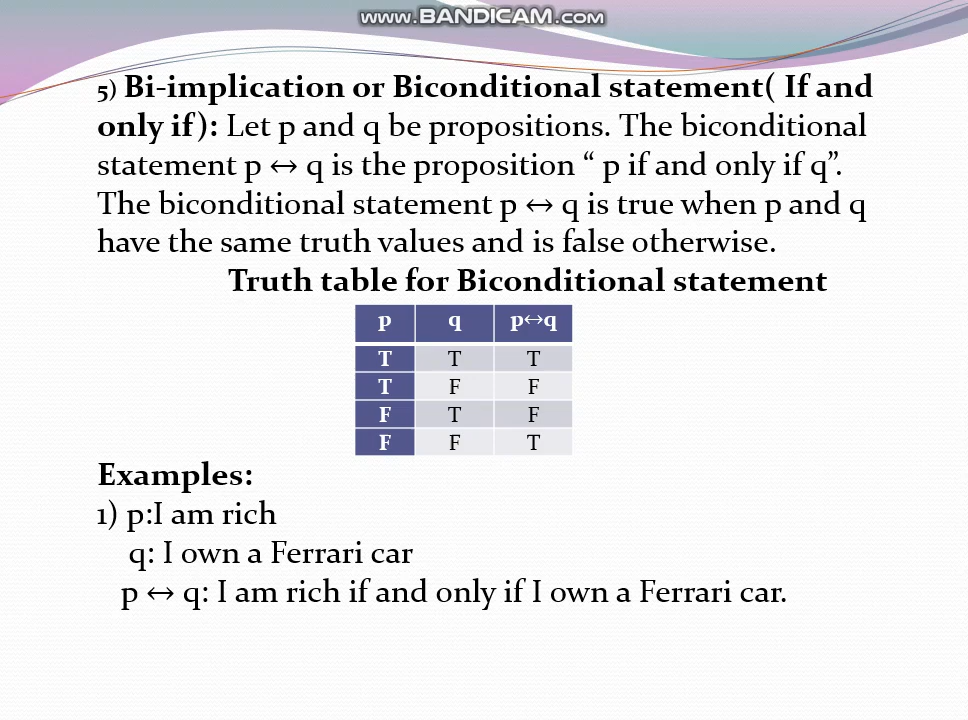 www.BANDICAM.com
5) Bi-implication or Biconditional statement( If and
only if): Let p and q be propositions. The biconditional
statement p ↔ q is the proposition “ p if and only if q”.
The biconditional statement p ↔ q is true when p and q
have the same truth values and is false otherwise.
Truth table for Biconditional statement
p q p↔q
T T T
T F F
F T F
F F T
Examples:
1) p:I am rich
q: I own a Ferrari car
p ↔ q: I am rich if and only if I own a Ferrari car.